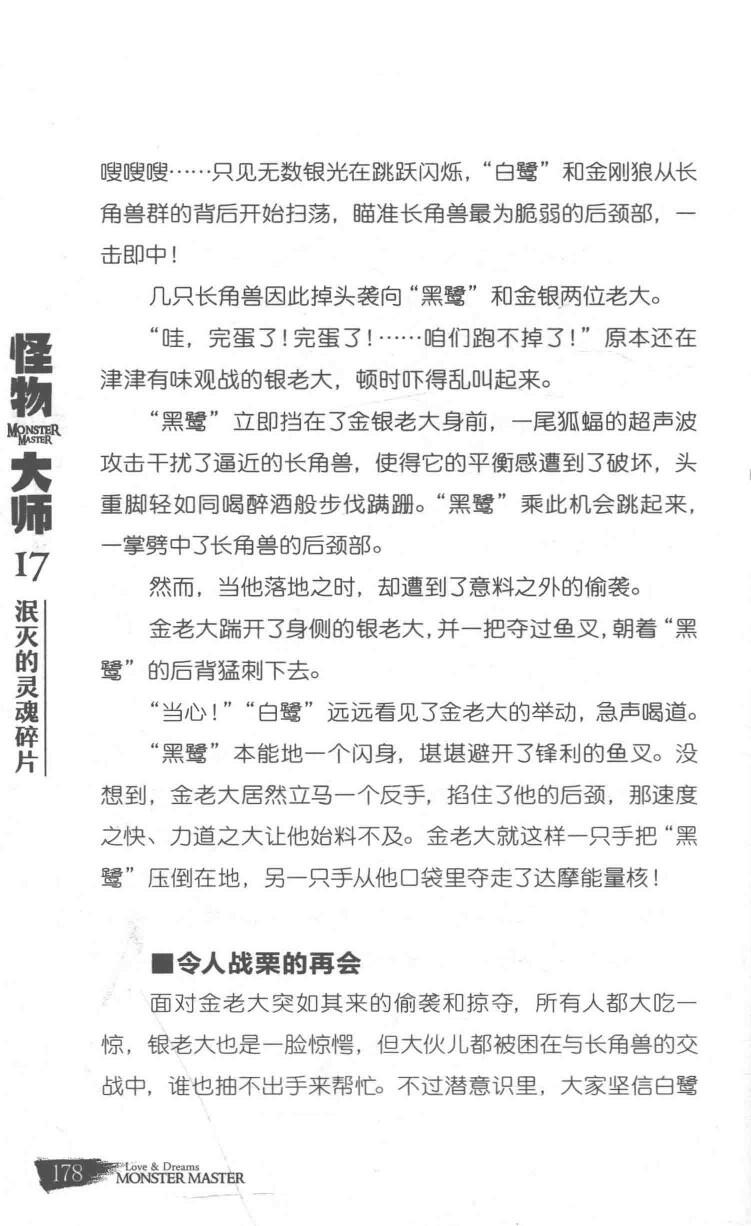 嗖嗖嗖……只见无数银光在跳跃闪烁，“白鹭”和金刚狼从长
角兽群的背后开始扫荡，瞄准长角兽最为脆弱的后颈部，一
击即中！
几只长角兽因此掉头袭向“黑鹭”和金银两位老大。
“哇，完蛋了！完蛋了！……咱们跑不掉了！”原本还在
津津有味观战的银老大，顿时吓得乱叫起来。
“黑鹭”立即挡在了金银老大身前，一尾狐蝠的超声波
攻击干扰了逼近的长角兽，使得它的平衡感遭到了破坏，头
重脚轻如同喝醉酒般步伐蹒跚。“黑鹭”乘此机会跳起来，
一掌劈中了长角兽的后颈部。
然而，当他落地之时，却遭到了意料之外的偷袭。
金老大踹开了身侧的银老大，并一把夺过鱼叉，朝着“黑
鹭”的后背猛刺下去。
“当心！”“白鹭”远远看见了金老大的举动，急声喝道。
“黑鹭”本能地一个闪身，堪堪避开了锋利的鱼叉。没
想到，金老大居然立马一个反手，掐住了他的后颈，那速度
之快、力道之大让他始料不及。金老大就这样一只手把“黑
鹭”压倒在地，另一只手从他口袋里夺走了达摩能量核！
■令人战栗的再会
面对金老大突如其来的偷袭和掠夺，所有人都大吃一
惊，银老大也是一脸惊愕，但大伙儿都被困在与长角兽的交
战中，谁也抽不出手来帮忙。不过潜意识里，大家坚信白鹭
怪物
MONSTER
MASTER
大师
17
泯灭的灵魂碎片
178
Love & Dreams
MONSTER MASTER